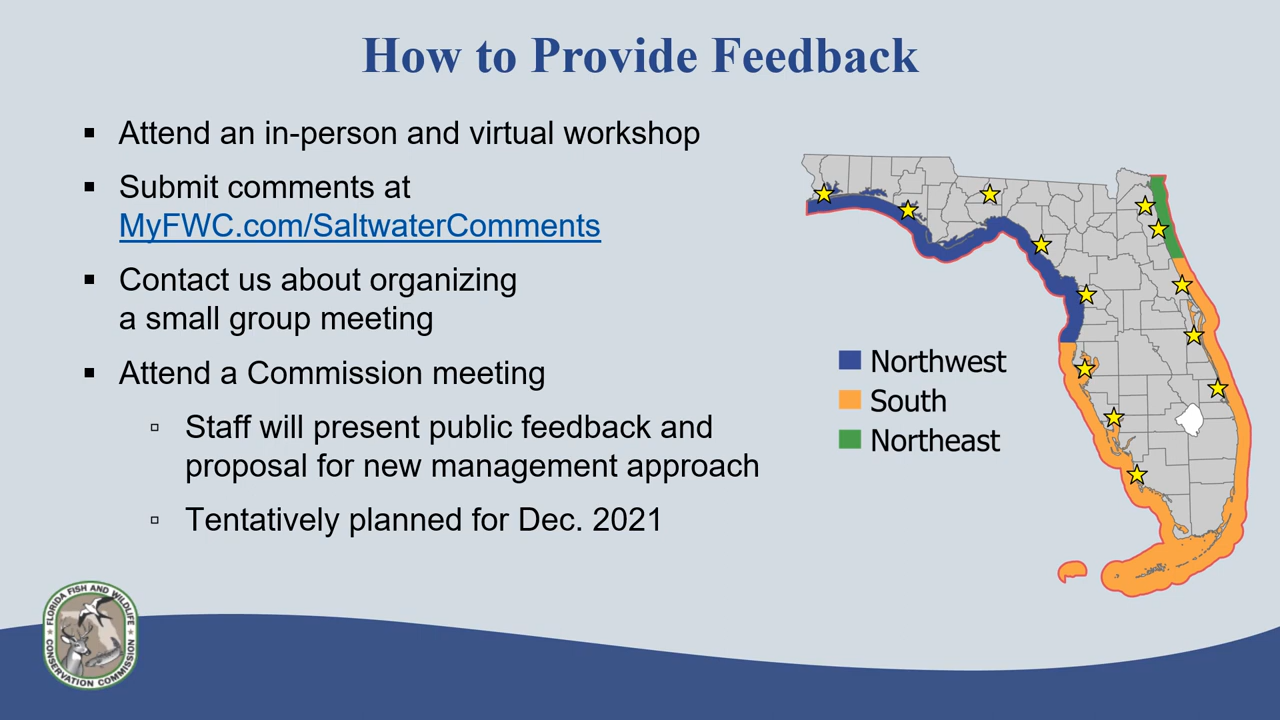 How to Provide Feedback
▪ Attend an in-person and virtual workshop
▪ Submit comments at
MyFWC.com/SaltwaterComments
▪ Contact us about organizing
a small group meeting
▪ Attend a Commission meeting
▫ Staff will present public feedback and
proposal for new management approach
▫ Tentatively planned for Dec. 2021
Northwest
South
Northeast
FLORIDA FISH AND WILDLIFE
CONSERVATION COMMISSION